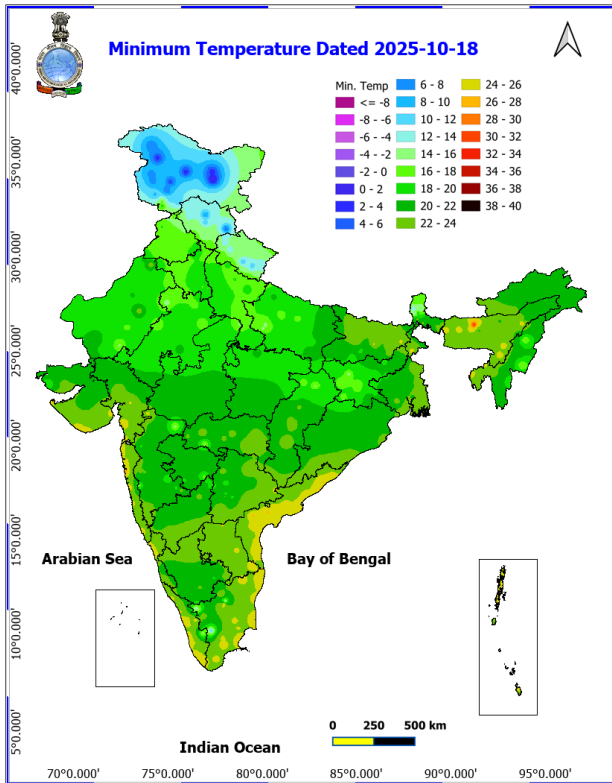 Minimum Temperature Dated 2025-10-18
Min. Temp
<= -8
-8 - -6
-6 - -4
-4 - -2
-2 - 0
0 - 2
2 - 4
4 - 6
6 - 8
8 - 10
10 - 12
12 - 14
14 - 16
16 - 18
18 - 20
20 - 22
22 - 24
24 - 26
26 - 28
28 - 30
30 - 32
32 - 34
34 - 36
36 - 38
38 - 40
40°0.000'
35°0.000'
30°0.000'
25°0.000'
20°0.000'
15°0.000'
10°0.000'
5°0.000'
Arabian Sea
Bay of Bengal
Indian Ocean
0 250 500 km
70°0.000' 75°0.000' 80°0.000' 85°0.000' 90°0.000' 95°0.000'